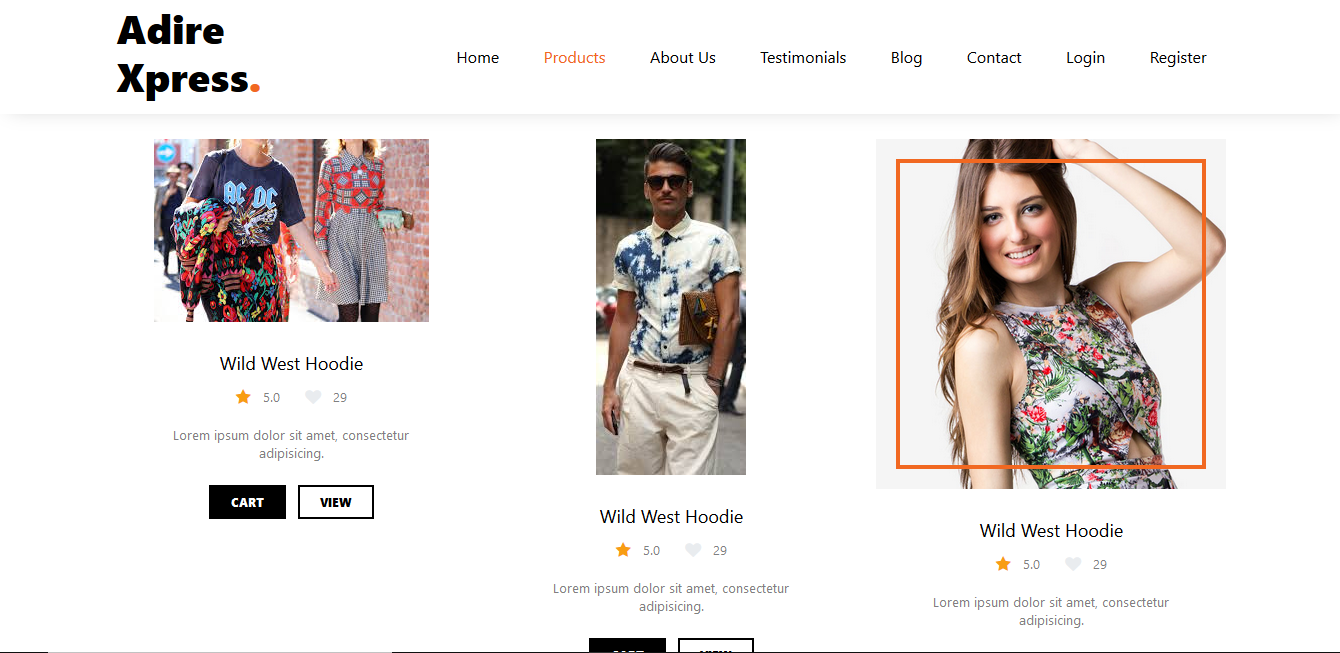 Adire
Xpress.
Home Products About Us Testimonials Blog Contact Login Register
AC DC
Wild West Hoodie
5.0 29
Lorem ipsum dolor sit amet, consectetur
adipisicing.
CART VIEW
Wild West Hoodie
5.0 29
Lorem ipsum dolor sit amet, consectetur
adipisicing.
CART VIEW
Wild West Hoodie
5.0 29
Lorem ipsum dolor sit amet, consectetur
adipisicing.